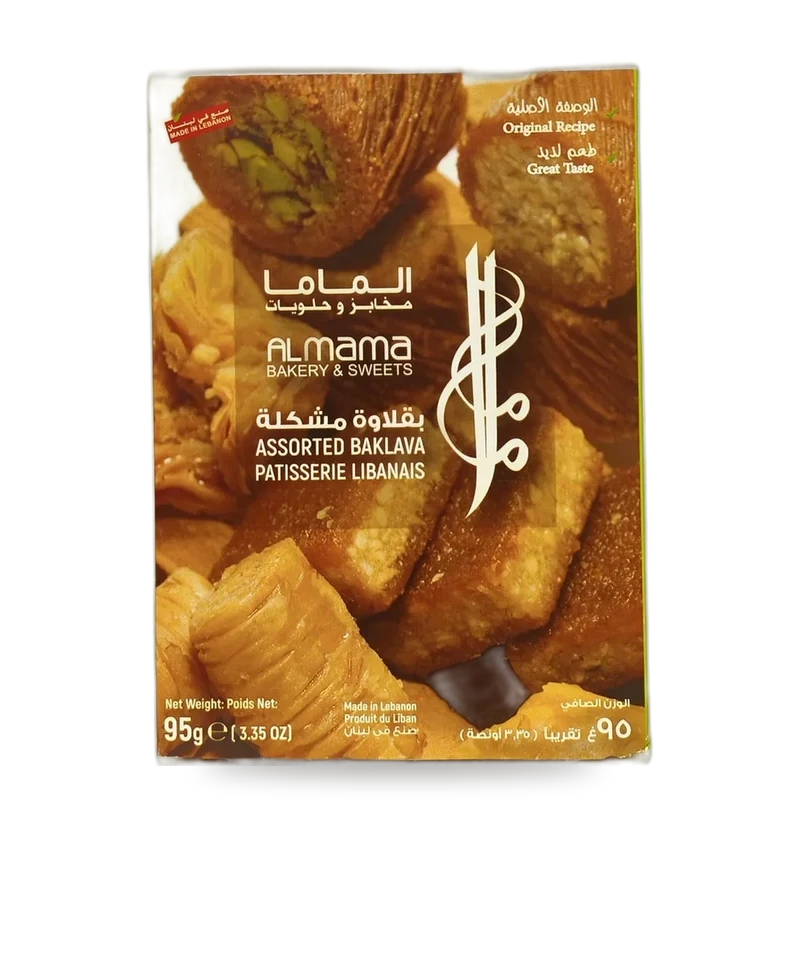 صنع في لبنان
MADE IN LEBANON
الوصفة الأصلية
Original Recipe
طعم لذيذ
Great Taste
الماما
مخابز و حلويات
ALmama
BAKERY & SWEETS
بقلاوة مشكلة
ASSORTED BAKLAVA
PATISSERIE LIBANAIS
Net Weight: Poids Net:
95g ℮ ( 3.35 OZ)
Made in Lebanon
Produit du Liban
صنع في لبنان
الوزن الصافي
٩٥غ تقريباً (٣,٣٥ أونصة)